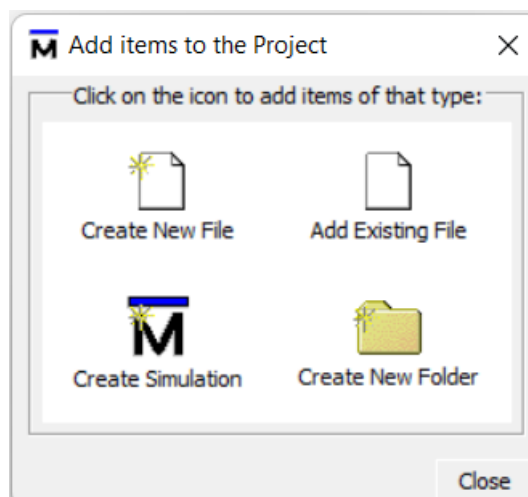 Add items to the Project
Click on the icon to add items of that type:
Create New File
Add Existing File
Create Simulation
Create New Folder
Close